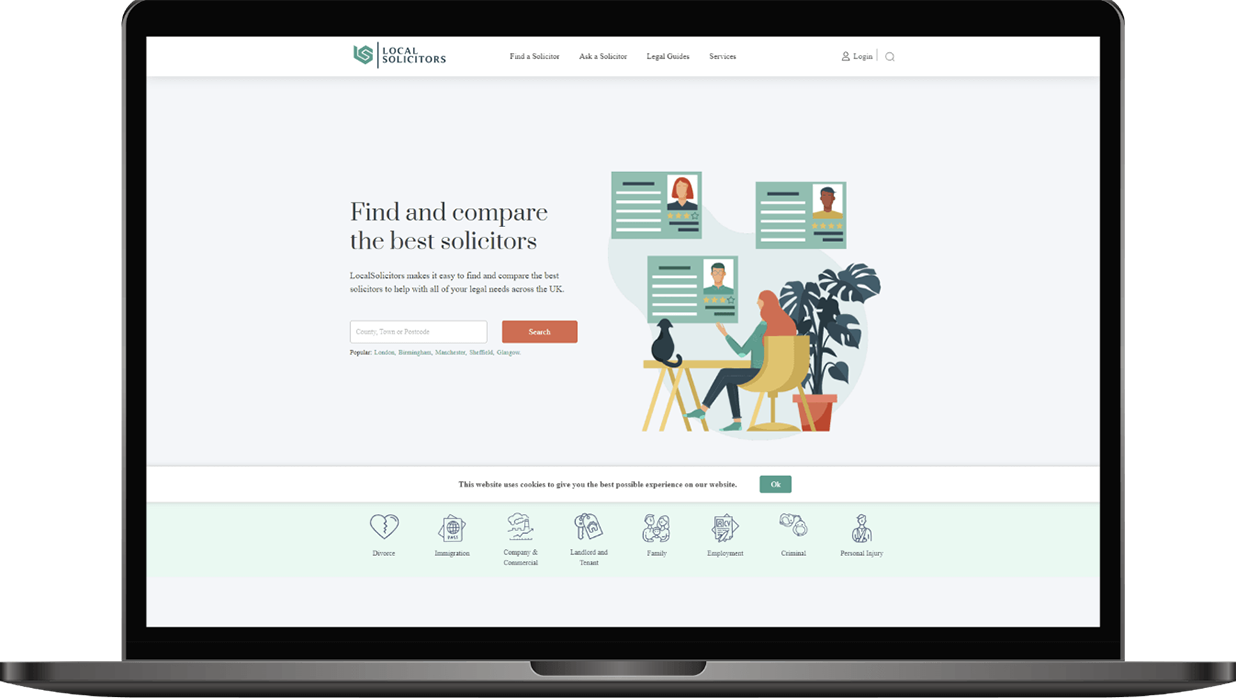 LOCAL
SOLICITORS
Find a Solicitor Ask a Solicitor Legal Guides Services
Login
Find and compare
the best solicitors
LocalSolicitors makes it easy to find and compare the best
solicitors to help with all of your legal needs across the UK.
County, Town or Postcode
Search
Popular: London, Birmingham, Manchester, Sheffield, Glasgow.
This website uses cookies to give you the best possible experience on our website.
Ok
Divorce
Immigration
Company &
Commercial
Landlord and
Tenant
Family
CV
Employment
Criminal
Personal Injury